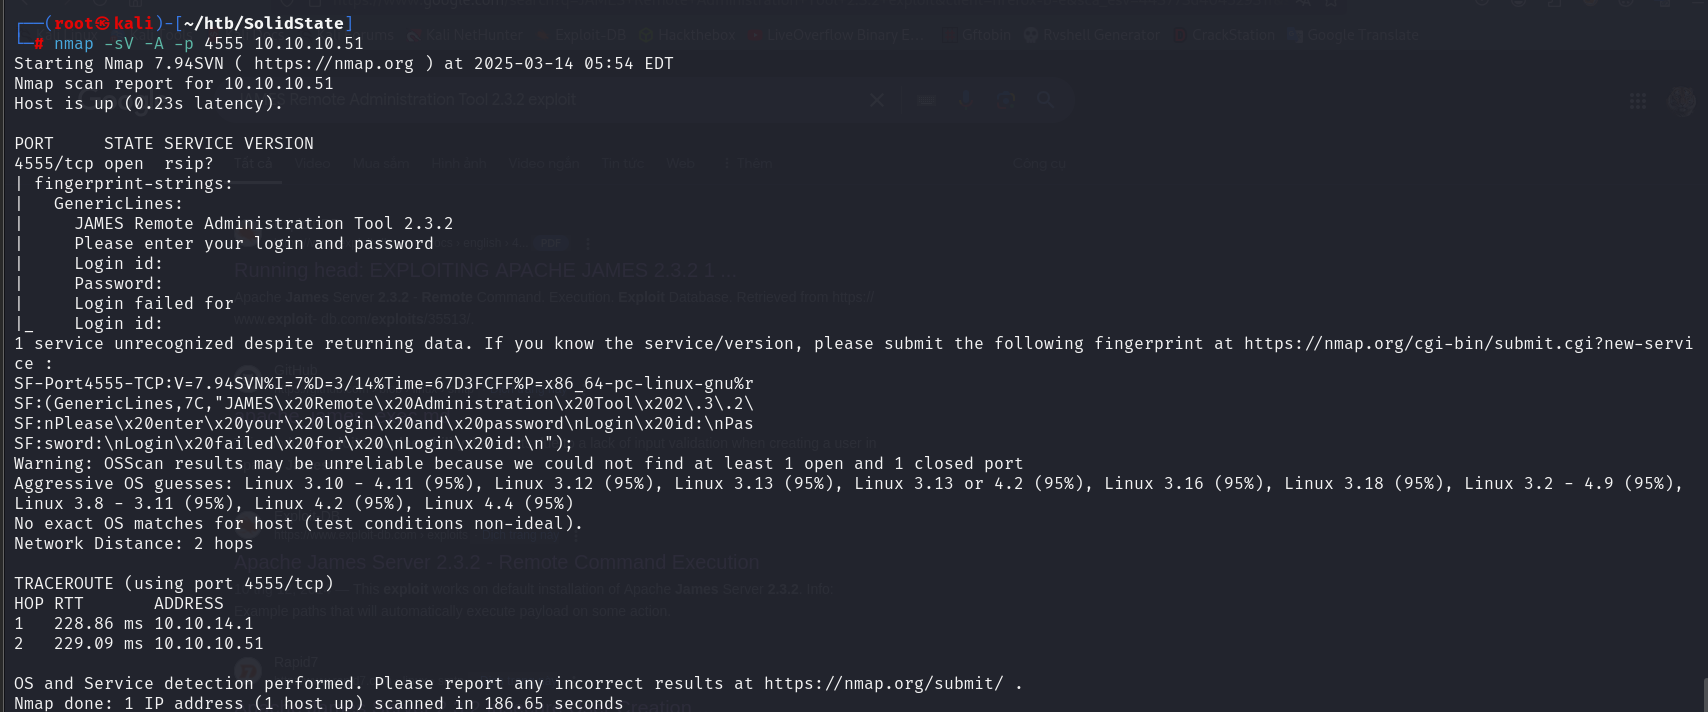 ┌──(root㉿kali)-[~/htb/SolidState]
└─# nmap -sV -A -p 4555 10.10.10.51
Starting Nmap 7.94SVN ( https://nmap.org ) at 2025-03-14 05:54 EDT
Nmap scan report for 10.10.10.51
Host is up (0.23s latency).
PORT     STATE SERVICE VERSION
4555/tcp open  rsip?
| fingerprint-strings:
|   GenericLines:
|     JAMES Remote Administration Tool 2.3.2
|     Please enter your login and password
|     Login id:
|     Password:
|     Login failed for
|_    Login id:
1 service unrecognized despite returning data. If you know the service/version, please submit the following fingerprint at https://nmap.org/cgi-bin/submit.cgi?new-servi
ce :
SF-Port4555-TCP:V=7.94SVN%I=7%D=3/14%Time=67D3FCFF%P=x86_64-pc-linux-gnu%r
SF:(GenericLines,7C,"JAMES\x20Remote\x20Administration\x20Tool\x202\.3\.2\
SF:nPlease\x20enter\x20your\x20login\x20and\x20password\nLogin\x20id:\nPas
SF:sword:\nLogin\x20failed\x20for\x20\nLogin\x20id:\n");
Warning: OSScan results may be unreliable because we could not find at least 1 open and 1 closed port
Aggressive OS guesses: Linux 3.10 - 4.11 (95%), Linux 3.12 (95%), Linux 3.13 (95%), Linux 3.13 or 4.2 (95%), Linux 3.16 (95%), Linux 3.18 (95%), Linux 3.2 - 4.9 (95%),
Linux 3.8 - 3.11 (95%), Linux 4.2 (95%), Linux 4.4 (95%)
No exact OS matches for host (test conditions non-ideal).
Network Distance: 2 hops
TRACEROUTE (using port 4555/tcp)
HOP RTT       ADDRESS
1   228.86 ms 10.10.14.1
2   229.09 ms 10.10.10.51
OS and Service detection performed. Please report any incorrect results at https://nmap.org/submit/ .
Nmap done: 1 IP address (1 host up) scanned in 186.65 seconds